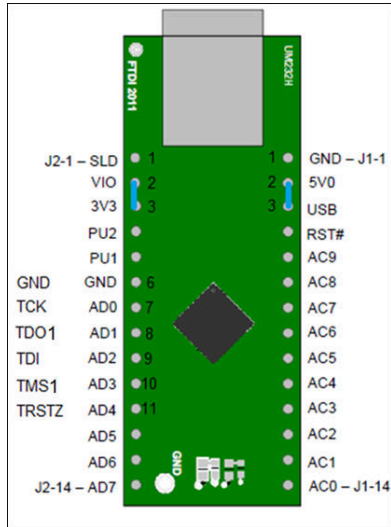 FTDI 2011
UM232H
J2-1 – SLD 1
1 GND – J1-1
VIO 2
2 5V0
3V3 3
3 USB
PU2
RST#
PU1
AC9
GND GND 6
AC8
TCK AD0 7
AC7
TDO1 AD1 8
AC6
TDI AD2 9
AC5
TMS1 AD3 10
AC4
TRSTZ AD4 11
AC3
AD5
AC2
AD6
AC1
GND
J2-14 – AD7
AC0 – J1-14